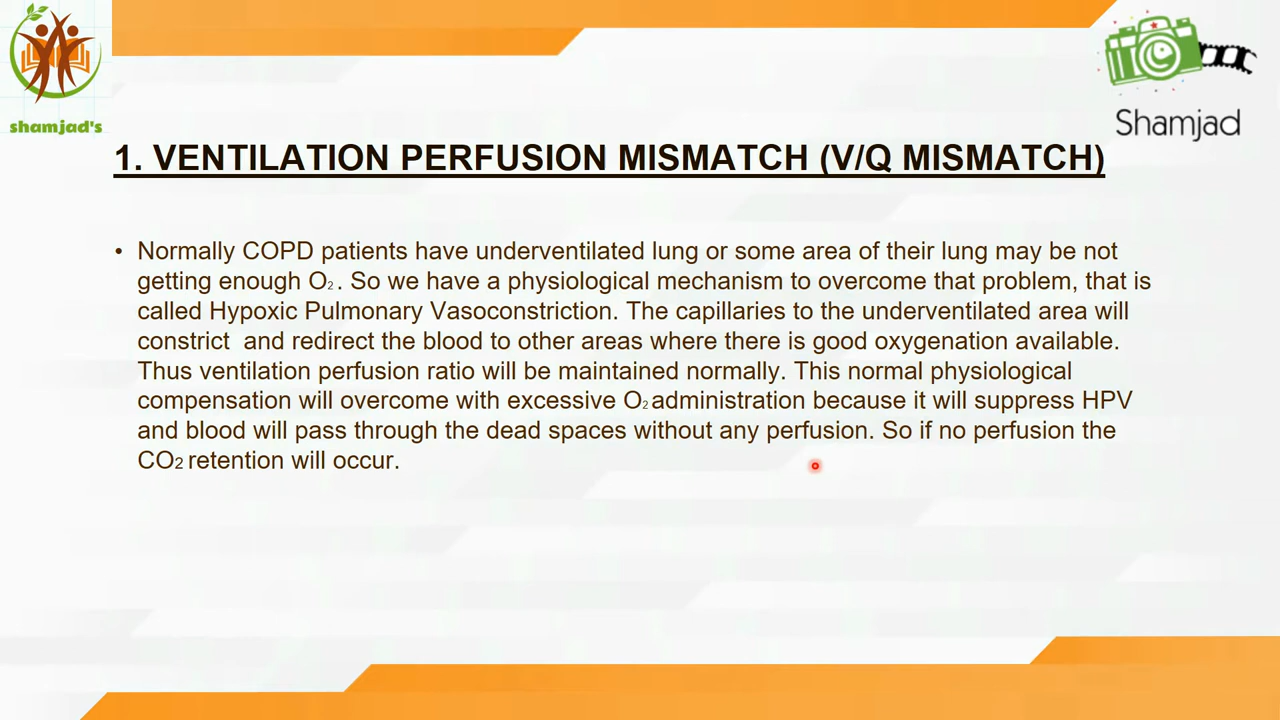 shamjad's
Shamjad
1. VENTILATION PERFUSION MISMATCH (V/Q MISMATCH)
• Normally COPD patients have underventilated lung or some area of their lung may be not
getting enough O₂. So we have a physiological mechanism to overcome that problem, that is
called Hypoxic Pulmonary Vasoconstriction. The capillaries to the underventilated area will
constrict and redirect the blood to other areas where there is good oxygenation available.
Thus ventilation perfusion ratio will be maintained normally. This normal physiological
compensation will overcome with excessive O₂ administration because it will suppress HPV
and blood will pass through the dead spaces without any perfusion. So if no perfusion the
CO2 retention will occur.